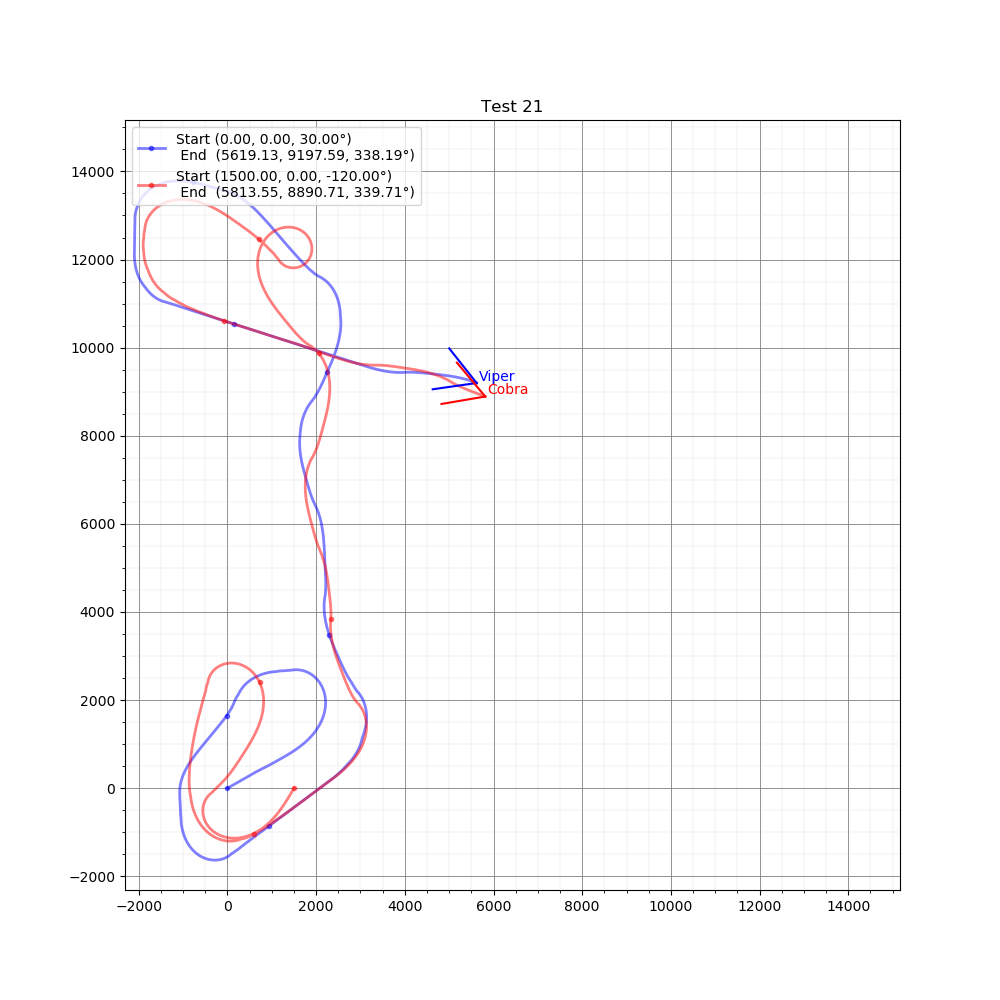 Test 21
Start (0.00, 0.00, 30.00°)
End (5619.13, 9197.59, 338.19°)
Start (1500.00, 0.00, -120.00°)
End (5813.55, 8890.71, 339.71°)
14000
12000
10000
8000
6000
4000
2000
0
−2000
Viper
Cobra
−2000 0 2000 4000 6000 8000 10000 12000 14000